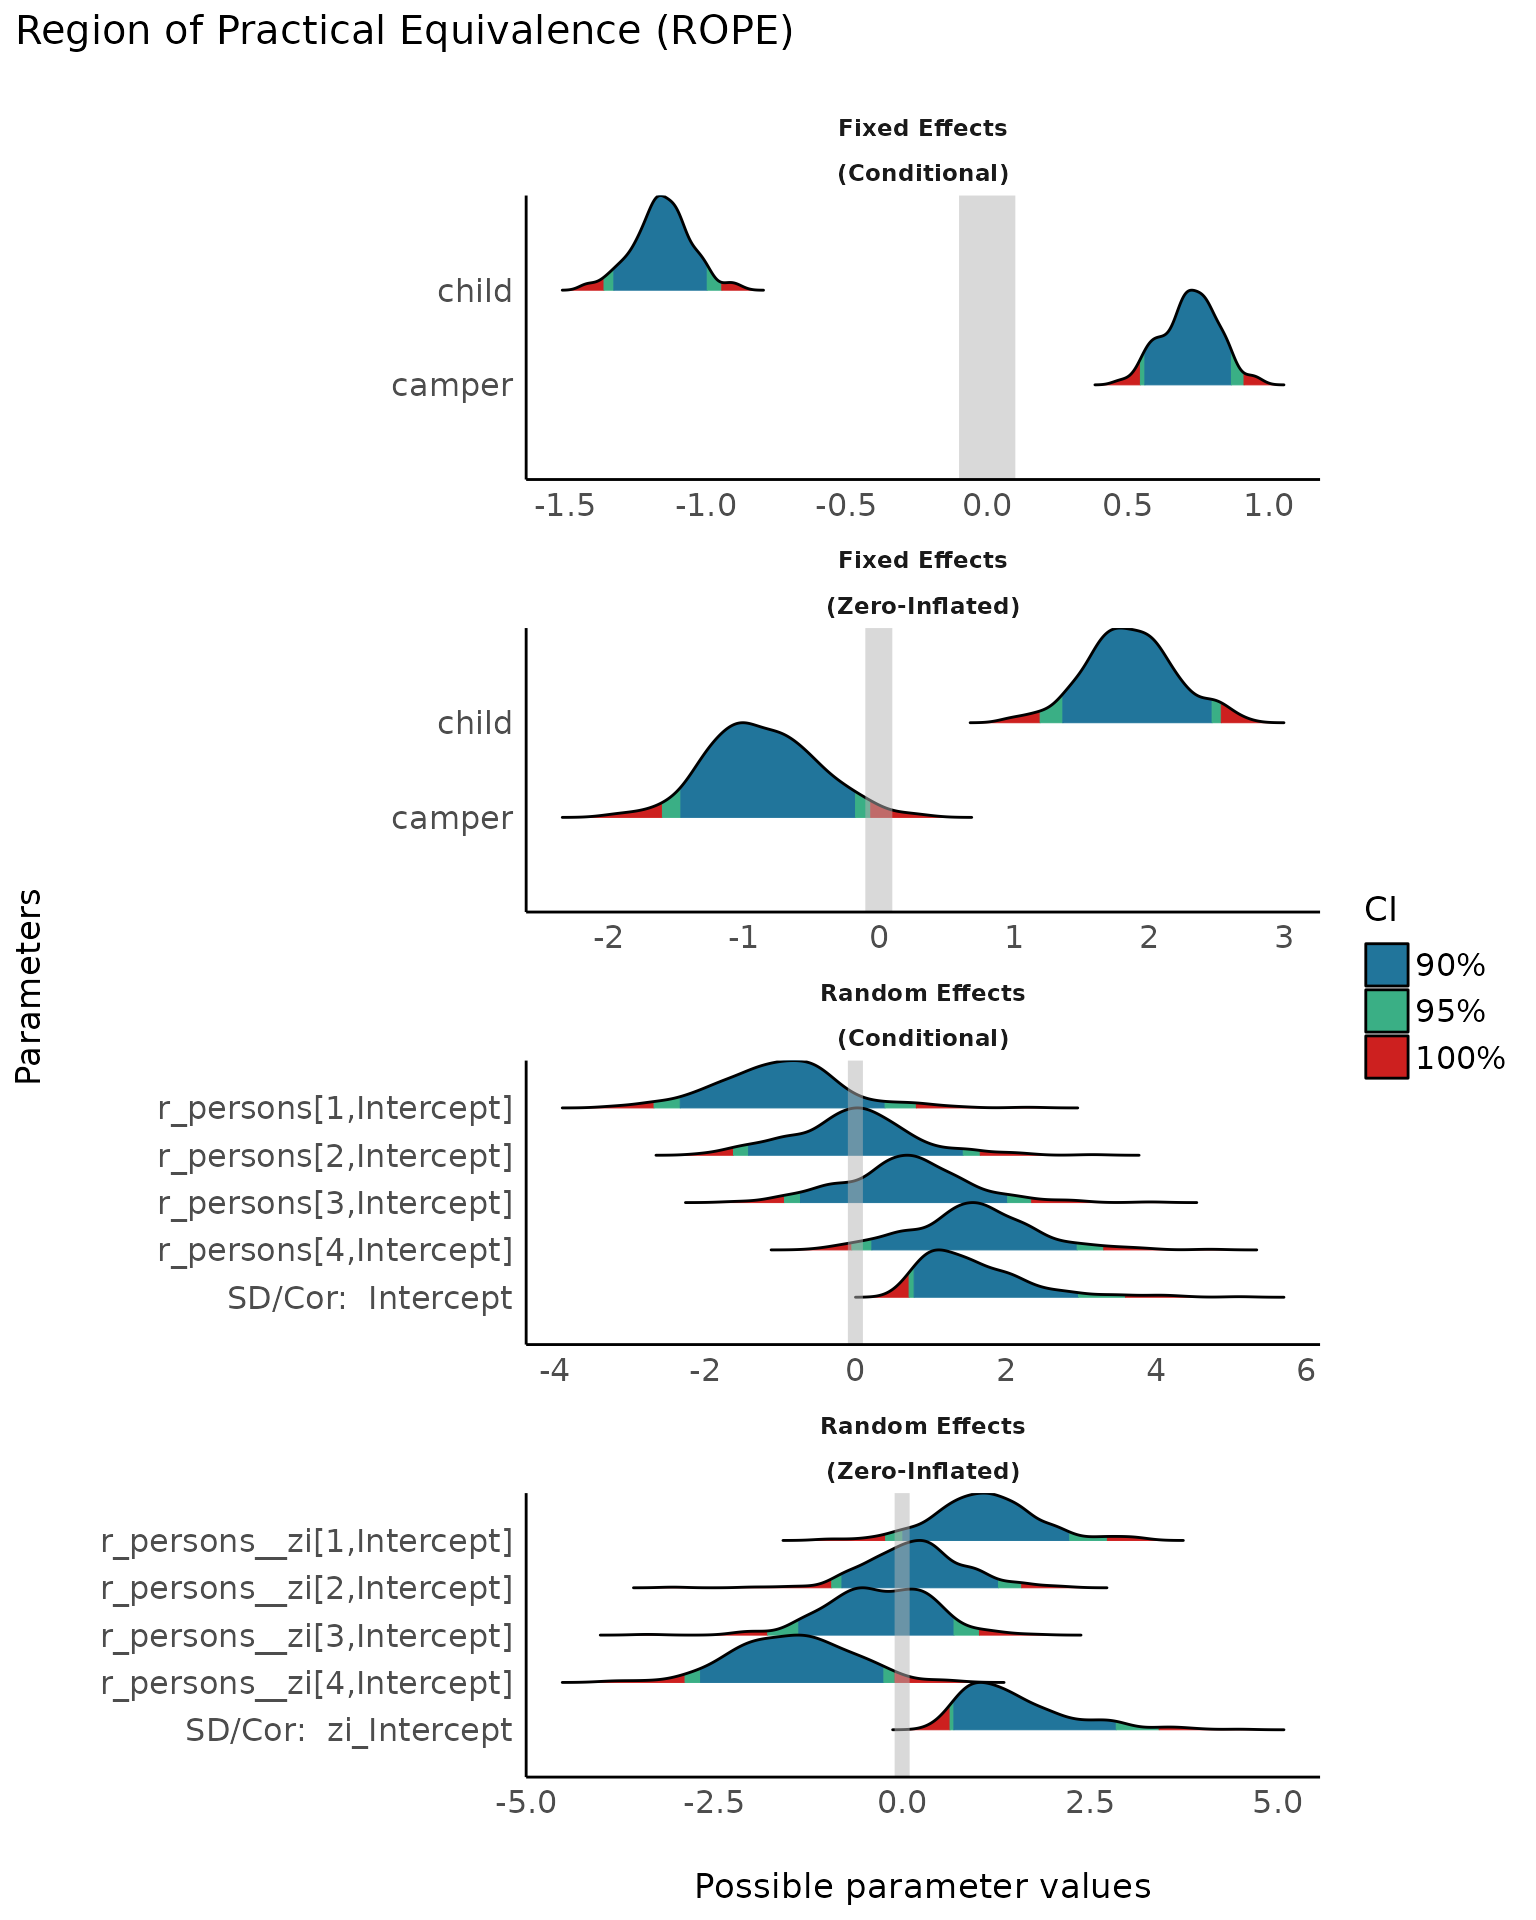 Region of Practical Equivalence (ROPE)
Fixed Effects
(Conditional)
child
camper
-1.5 -1.0 -0.5 0.0 0.5 1.0
Fixed Effects
(Zero-Inflated)
child
camper
-2 -1 0 1 2 3
Parameters
Random Effects
(Conditional)
r_persons[1,Intercept]
r_persons[2,Intercept]
r_persons[3,Intercept]
r_persons[4,Intercept]
SD/Cor:  Intercept
-4 -2 0 2 4 6
Random Effects
(Zero-Inflated)
r_persons__zi[1,Intercept]
r_persons__zi[2,Intercept]
r_persons__zi[3,Intercept]
r_persons__zi[4,Intercept]
SD/Cor:  zi_Intercept
-5.0 -2.5 0.0 2.5 5.0
Possible parameter values
CI
90%
95%
100%